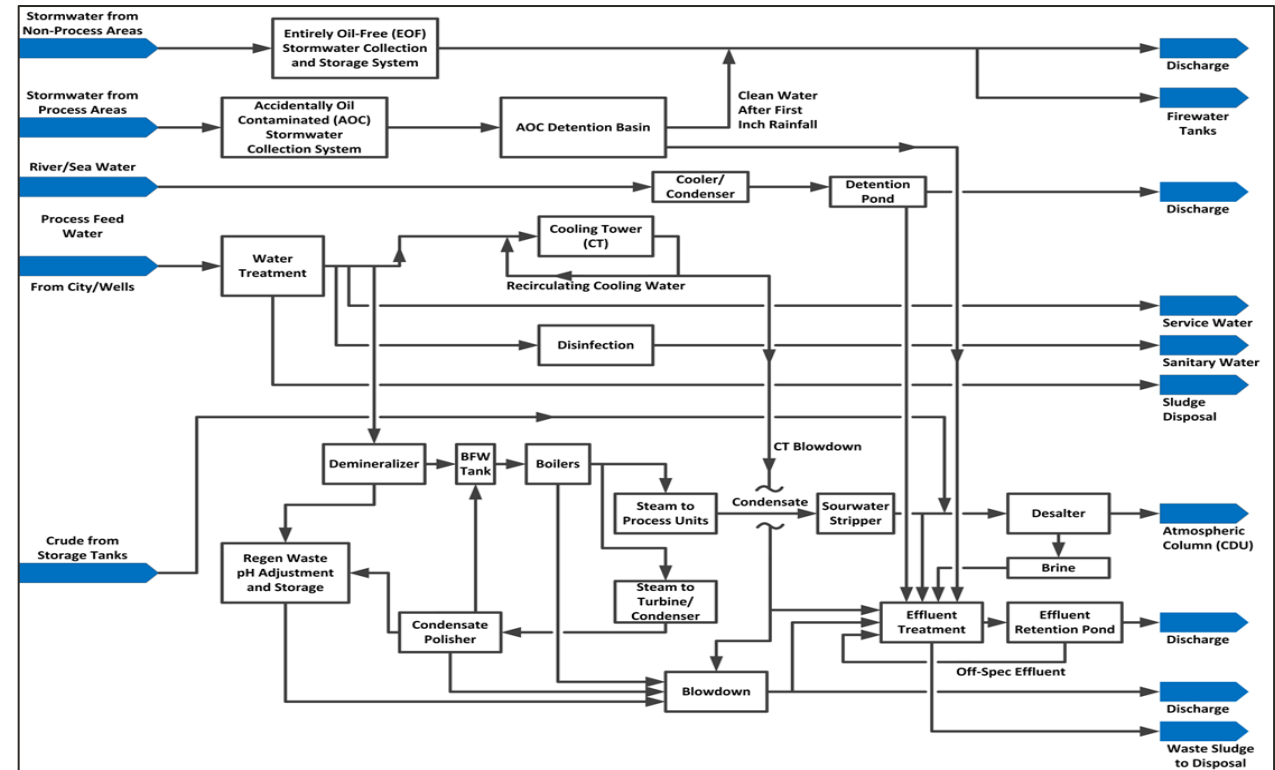 Stormwater from
Non-Process Areas
Entirely Oil-Free (EOF)
Stormwater Collection
and Storage System
Discharge
Stormwater from
Process Areas
Accidentally Oil
Contaminated (AOC)
Stormwater
Collection System
AOC Detention Basin
Clean Water
After First
Inch Rainfall
Firewater
Tanks
River/Sea Water
Cooler/
Condenser
Detention
Pond
Discharge
Process Feed
Water
From City/Wells
Water
Treatment
Cooling Tower
(CT)
Recirculating Cooling Water
Service Water
Disinfection
Sanitary Water
Sludge
Disposal
CT Blowdown
Demineralizer
BFW
Tank
Boilers
Steam to
Process Units
Condensate
Sourwater
Stripper
Desalter
Atmospheric
Column (CDU)
Crude from
Storage Tanks
Regen Waste
pH Adjustment
and Storage
Brine
Steam to
Turbine/
Condenser
Condensate
Polisher
Effluent
Treatment
Effluent
Retention Pond
Discharge
Off-Spec Effluent
Blowdown
Discharge
Waste Sludge
to Disposal